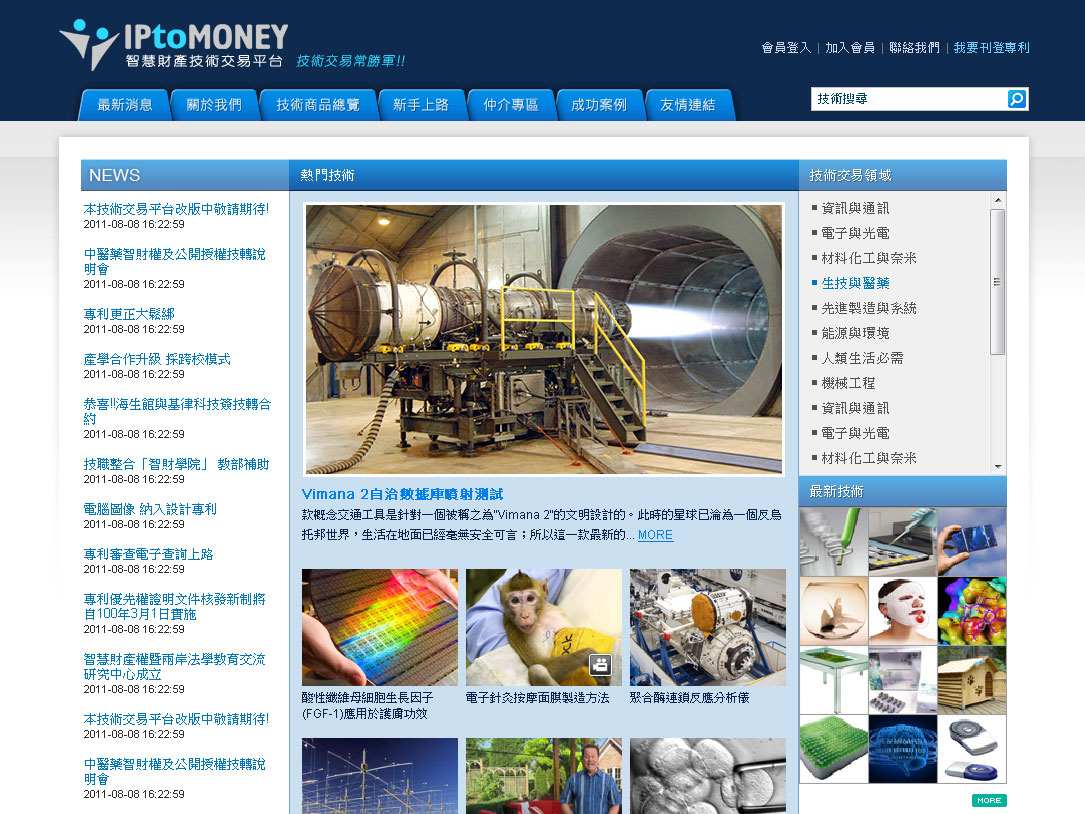 IPtoMONEY
智慧財產技術交易平台 技術交易常勝軍!!
會員登入 | 加入會員 | 聯絡我們 | 我要刊登專利
最新消息 關於我們 技術商品總覽 新手上路 仲介專區 成功案例 友情連結
技術搜尋
NEWS
本技術交易平台改版中敬請期待!
2011-08-08 16:22:59
中醫藥智財權及公開授權技轉說
明會
2011-08-08 16:22:59
專利更正大鬆綁
2011-08-08 16:22:59
產學合作升級 採跨校模式
2011-08-08 16:22:59
恭喜!!海生館與基律科技簽技轉合
約
2011-08-08 16:22:59
技職整合「智財學院」 教部補助
2011-08-08 16:22:59
電腦圖像 納入設計專利
2011-08-08 16:22:59
專利審查電子查詢上路
2011-08-08 16:22:59
專利優先權證明文件核發新制將
自100年3月1日實施
2011-08-08 16:22:59
智慧財產權暨兩岸法學教育交流
研究中心成立
2011-08-08 16:22:59
本技術交易平台改版中敬請期待!
2011-08-08 16:22:59
中醫藥智財權及公開授權技轉說
明會
2011-08-08 16:22:59
熱門技術
Vimana 2自治數據庫噴射測試
款概念交通工具是針對一個被稱之為"Vimana 2"的文明設計的。此時的星球已淪為一個反烏
托邦世界，生活在地面已經毫無安全可言；所以這一款最新的... MORE
酸性纖維母細胞生長因子
(FGF-1)應用於護膚功效
電子針灸按摩面膜製造方法
聚合酶連鎖反應分析儀
技術交易領域
資訊與通訊
電子與光電
材料化工與奈米
生技與醫藥
先進製造與系統
能源與環境
人類生活必需
機械工程
資訊與通訊
電子與光電
材料化工與奈米
最新技術
MORE